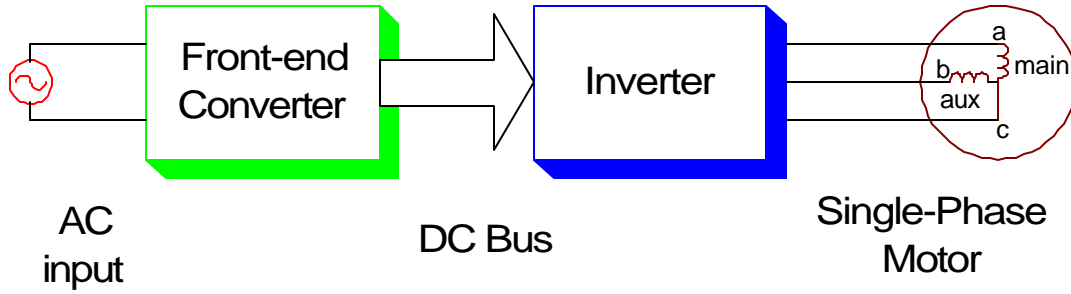 Front-end
Converter
Inverter
a
b
main
aux
c
AC
input
DC Bus
Single-Phase
Motor